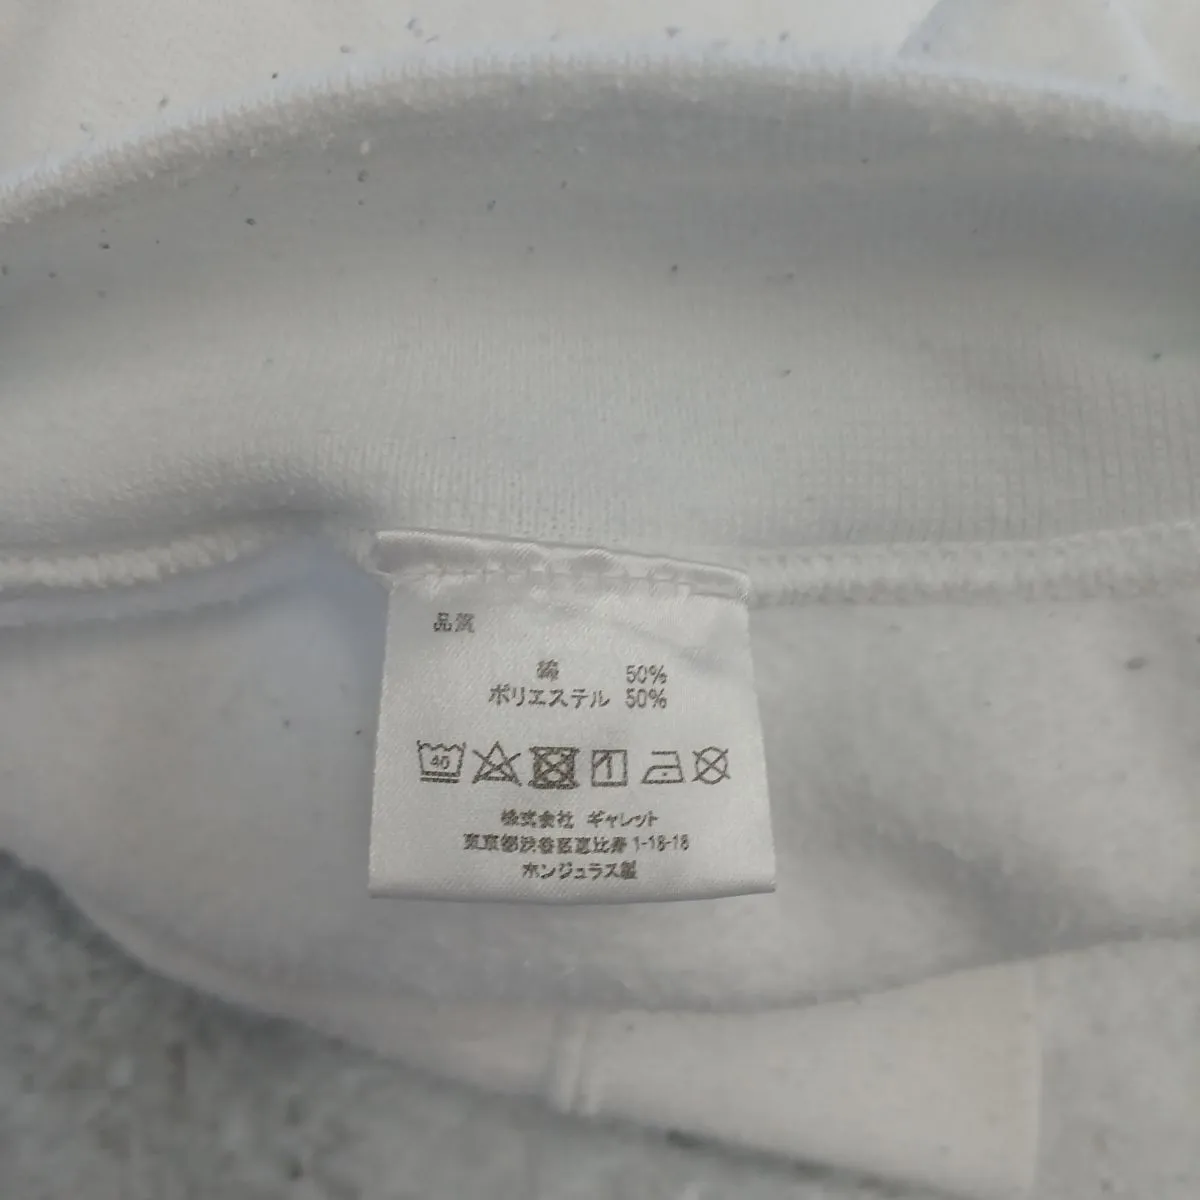 品質
綿 50%
ポリエステル 50%
40
株式会社 ギャレット
東京都渋谷区恵比寿1-18-18
ホンジュラス製